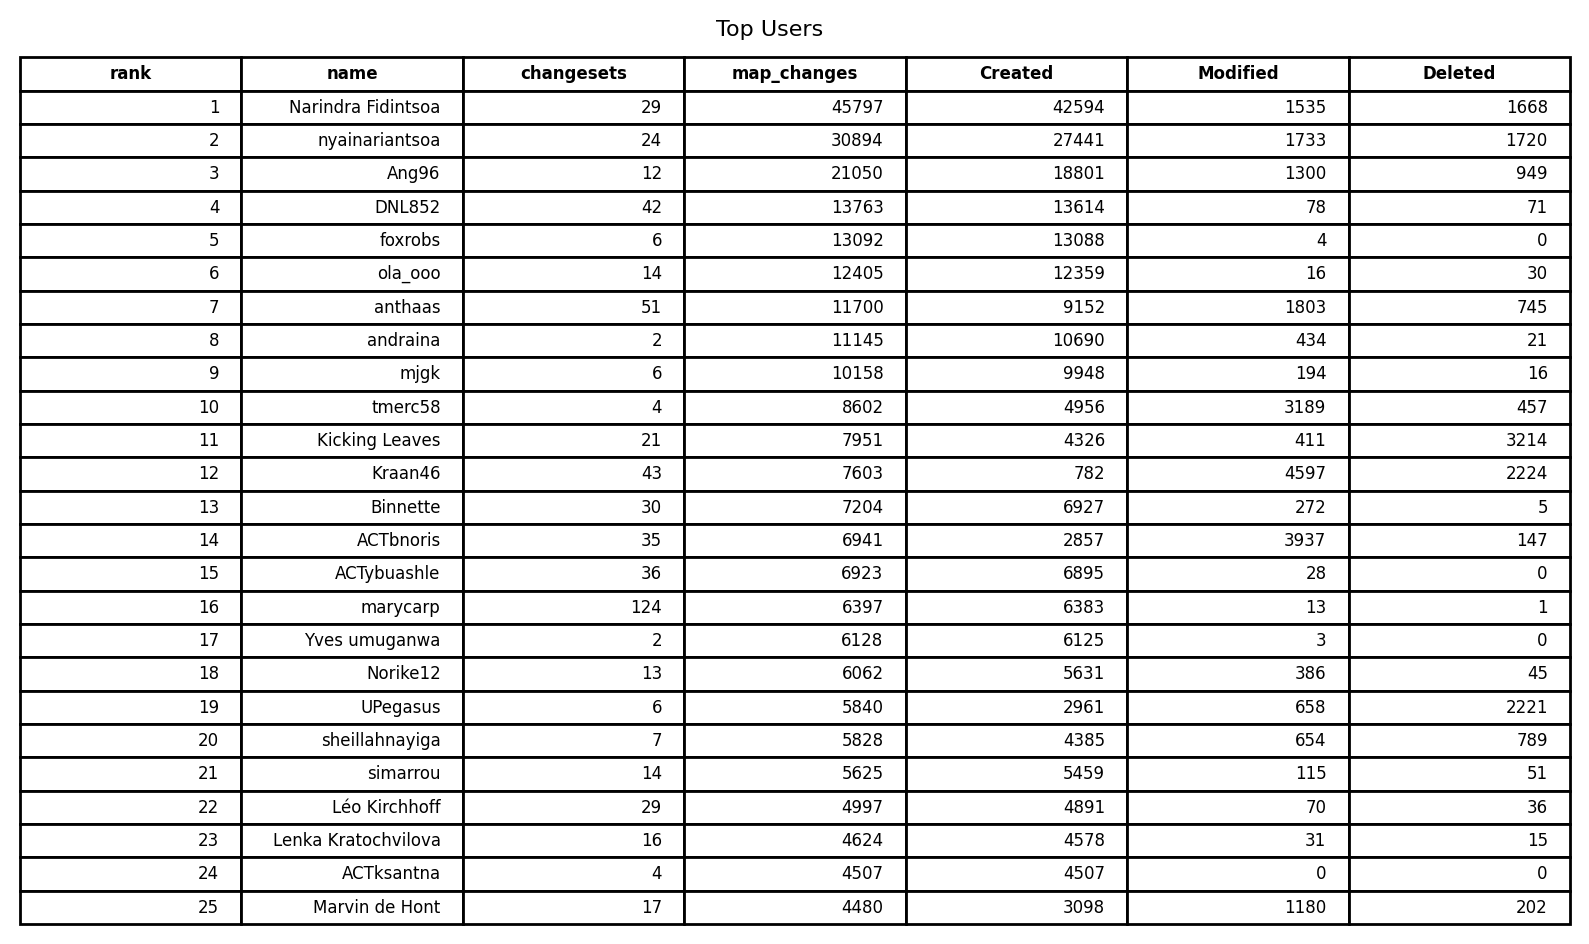 Top Users
rank name changesets map_changes Created Modified Deleted
1 Narindra Fidintsoa 29 45797 42594 1535 1668
2 nyainariantsoa 24 30894 27441 1733 1720
3 Ang96 12 21050 18801 1300 949
4 DNL852 42 13763 13614 78 71
5 foxrobs 6 13092 13088 4 0
6 ola_ooo 14 12405 12359 16 30
7 anthaas 51 11700 9152 1803 745
8 andraina 2 11145 10690 434 21
9 mjgk 6 10158 9948 194 16
10 tmerc58 4 8602 4956 3189 457
11 Kicking Leaves 21 7951 4326 411 3214
12 Kraan46 43 7603 782 4597 2224
13 Binnette 30 7204 6927 272 5
14 ACTbnoris 35 6941 2857 3937 147
15 ACTybuashle 36 6923 6895 28 0
16 marycarp 124 6397 6383 13 1
17 Yves umuganwa 2 6128 6125 3 0
18 Norike12 13 6062 5631 386 45
19 UPegasus 6 5840 2961 658 2221
20 sheillahnayiga 7 5828 4385 654 789
21 simarrou 14 5625 5459 115 51
22 Léo Kirchhoff 29 4997 4891 70 36
23 Lenka Kratochvilova 16 4624 4578 31 15
24 ACTksantna 4 4507 4507 0 0
25 Marvin de Hont 17 4480 3098 1180 202